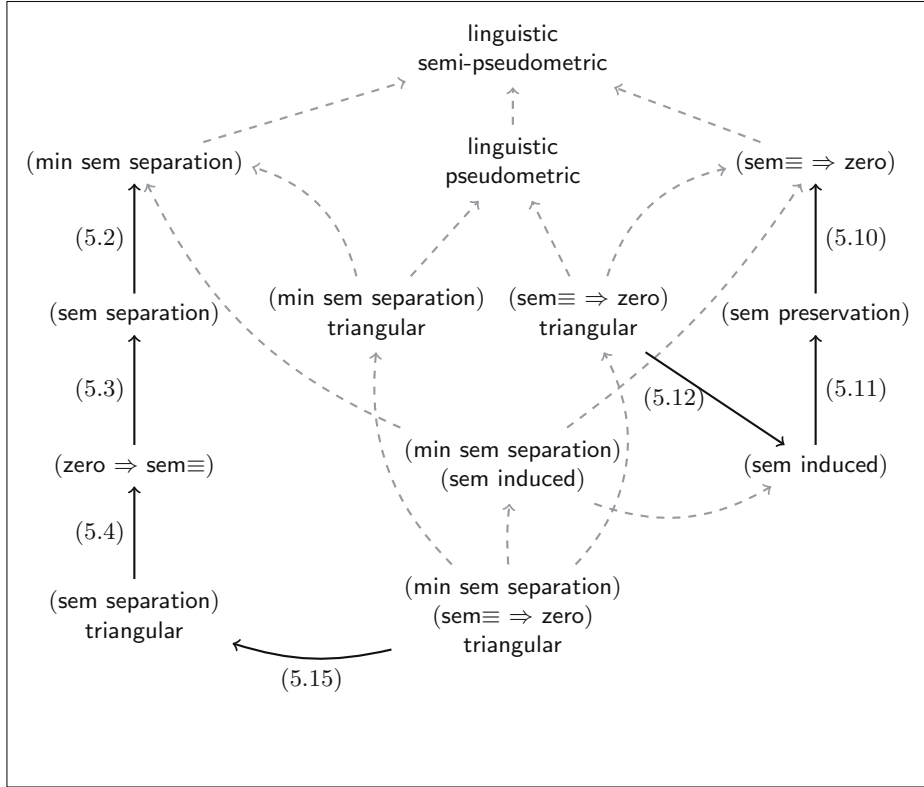 linguistic
semi-pseudometric
(min sem separation)
linguistic
pseudometric
(sem≡ ⇒ zero)
(5.2)
(5.10)
(sem separation)
(min sem separation)
triangular
(sem≡ ⇒ zero)
triangular
(sem preservation)
(5.3)
(5.12)
(5.11)
(zero ⇒ sem≡)
(min sem separation)
(sem induced)
(sem induced)
(5.4)
(sem separation)
triangular
(min sem separation)
(sem≡ ⇒ zero)
triangular
(5.15)